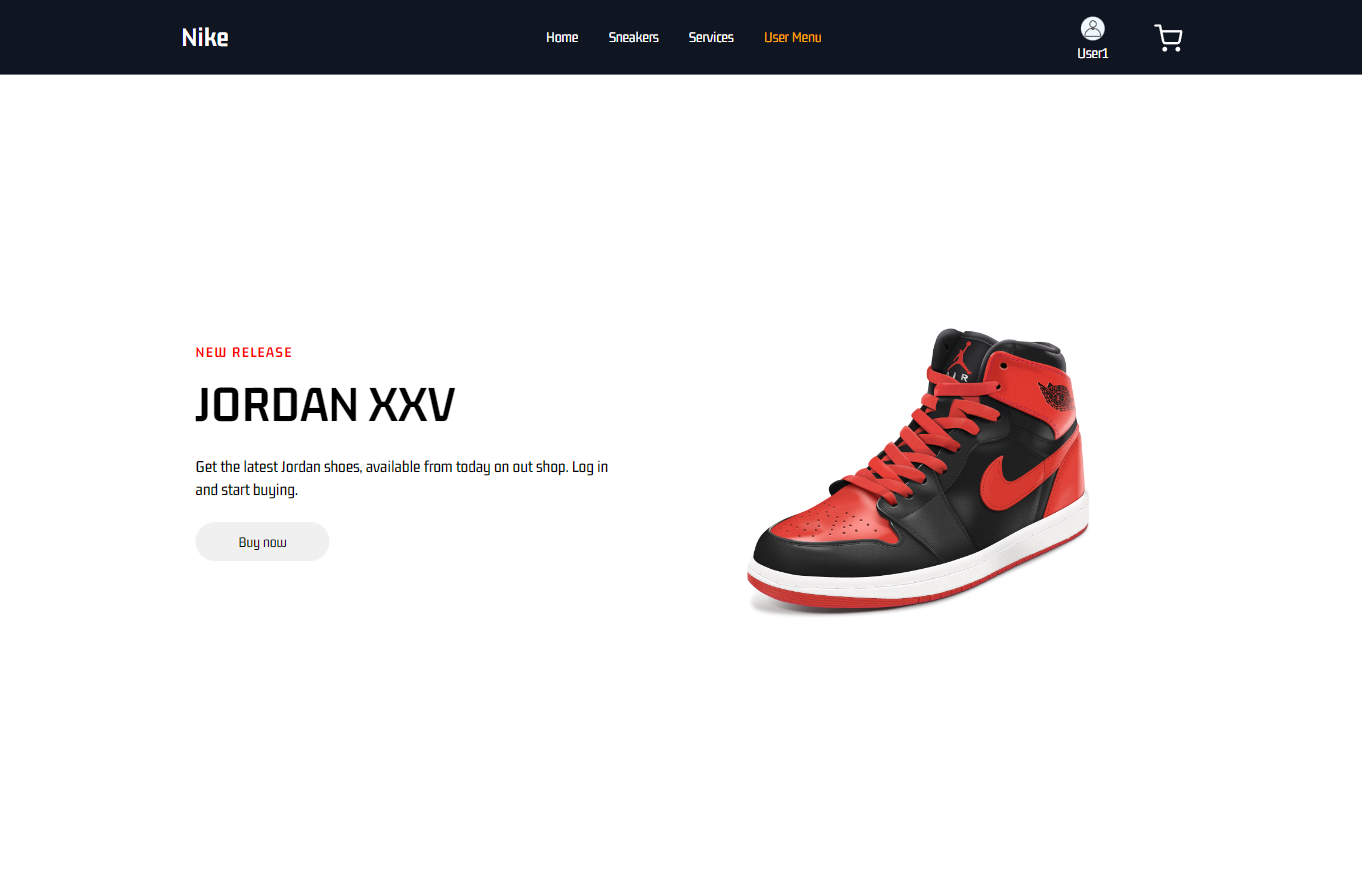 Nike
Home Sneakers Services User Menu
User1
NEW RELEASE
JORDAN XXV
Get the latest Jordan shoes, available from today on out shop. Log in
and start buying.
Buy now